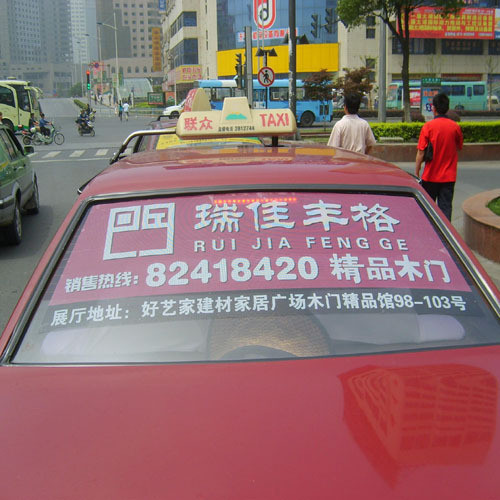 联众 TAXI
瑞佳丰格
RUI JIA FENG GE
销售热线: 82418420 精品木门
展厅地址: 好艺家建材家居广场木门精品馆98-103号